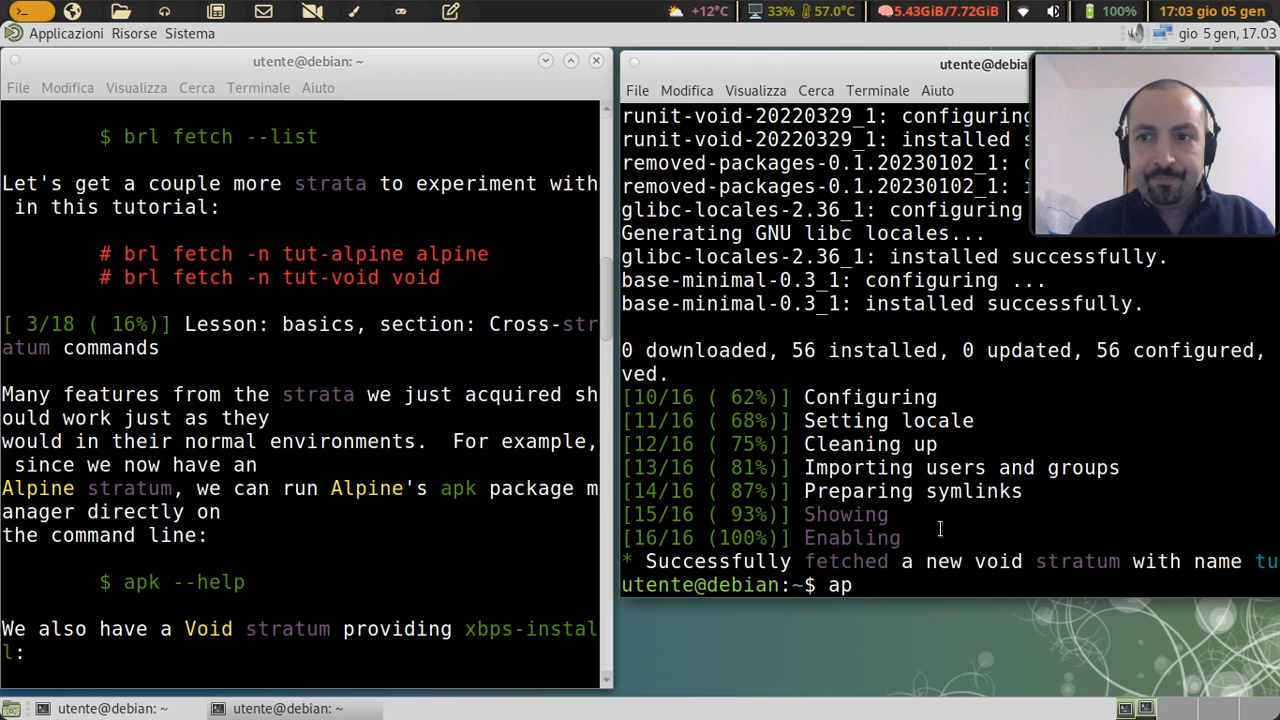 +12°C 33% 57.0°C 5.43GiB/7.72GiB 100% 17:03 gio 05 gen
Applicazioni Risorse Sistema gio 5 gen, 17.03
utente@debian: ~
File Modifica Visualizza Cerca Terminale Aiuto
$ brl fetch --list
Let's get a couple more strata to experiment with
in this tutorial:
# brl fetch -n tut-alpine alpine
# brl fetch -n tut-void void
[ 3/18 ( 16%)] Lesson: basics, section: Cross-str
atum commands
Many features from the strata we just acquired sh
ould work just as they
would in their normal environments.  For example,
since we now have an
Alpine stratum, we can run Alpine's apk package m
anager directly on
the command line:
$ apk --help
We also have a Void stratum providing xbps-instal
l:
utente@debia
File Modifica Visualizza Cerca Terminale Aiuto
runit-void-20220329_1: configuring
runit-void-20220329_1: installed s
removed-packages-0.1.20230102_1:
removed-packages-0.1.20230102_1:
glibc-locales-2.36_1: configuring
Generating GNU libc locales...
glibc-locales-2.36_1: installed successfully.
base-minimal-0.3_1: configuring ...
base-minimal-0.3_1: installed successfully.
0 downloaded, 56 installed, 0 updated, 56 configured,
ved.
[10/16 ( 62%)] Configuring
[11/16 ( 68%)] Setting locale
[12/16 ( 75%)] Cleaning up
[13/16 ( 81%)] Importing users and groups
[14/16 ( 87%)] Preparing symlinks
[15/16 ( 93%)] Showing
[16/16 (100%)] Enabling
* Successfully fetched a new void stratum with name tu
utente@debian:~$ ap
utente@debian: ~ utente@debian: ~